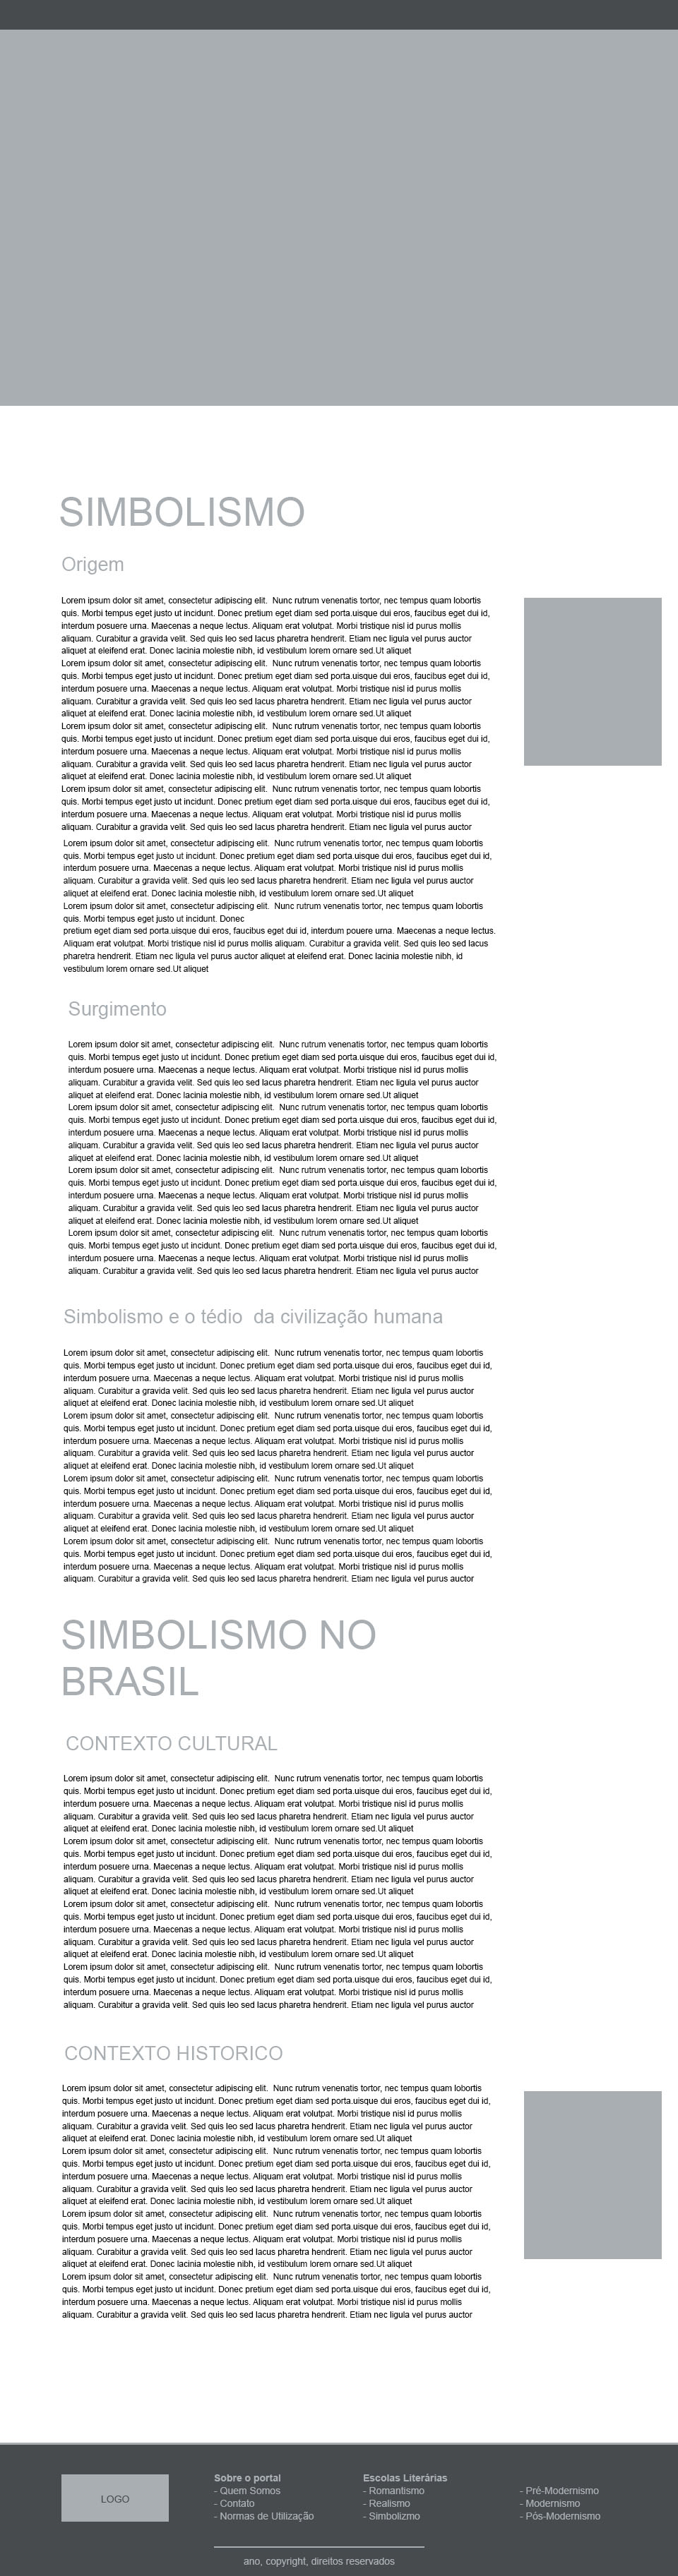 SIMBOLISMO
Origem
Lorem ipsum dolor sit amet, consectetur adipiscing elit.  Nunc rutrum venenatis tortor, nec tempus quam lobortis
quis. Morbi tempus eget justo ut incidunt. Donec pretium eget diam sed porta.uisque dui eros, faucibus eget dui id,
interdum posuere urna. Maecenas a neque lectus. Aliquam erat volutpat. Morbi tristique nisl id purus mollis
aliquam. Curabitur a gravida velit. Sed quis leo sed lacus pharetra hendrerit. Etiam nec ligula vel purus auctor
aliquet at eleifend erat. Donec lacinia molestie nibh, id vestibulum lorem ornare sed.Ut aliquet
Lorem ipsum dolor sit amet, consectetur adipiscing elit.  Nunc rutrum venenatis tortor, nec tempus quam lobortis
quis. Morbi tempus eget justo ut incidunt. Donec pretium eget diam sed porta.uisque dui eros, faucibus eget dui id,
interdum posuere urna. Maecenas a neque lectus. Aliquam erat volutpat. Morbi tristique nisl id purus mollis
aliquam. Curabitur a gravida velit. Sed quis leo sed lacus pharetra hendrerit. Etiam nec ligula vel purus auctor
aliquet at eleifend erat. Donec lacinia molestie nibh, id vestibulum lorem ornare sed.Ut aliquet
Lorem ipsum dolor sit amet, consectetur adipiscing elit.  Nunc rutrum venenatis tortor, nec tempus quam lobortis
quis. Morbi tempus eget justo ut incidunt. Donec pretium eget diam sed porta.uisque dui eros, faucibus eget dui id,
interdum posuere urna. Maecenas a neque lectus. Aliquam erat volutpat. Morbi tristique nisl id purus mollis
aliquam. Curabitur a gravida velit. Sed quis leo sed lacus pharetra hendrerit. Etiam nec ligula vel purus auctor
aliquet at eleifend erat. Donec lacinia molestie nibh, id vestibulum lorem ornare sed.Ut aliquet
Lorem ipsum dolor sit amet, consectetur adipiscing elit.  Nunc rutrum venenatis tortor, nec tempus quam lobortis
quis. Morbi tempus eget justo ut incidunt. Donec pretium eget diam sed porta.uisque dui eros, faucibus eget dui id,
interdum posuere urna. Maecenas a neque lectus. Aliquam erat volutpat. Morbi tristique nisl id purus mollis
aliquam. Curabitur a gravida velit. Sed quis leo sed lacus pharetra hendrerit. Etiam nec ligula vel purus auctor
Lorem ipsum dolor sit amet, consectetur adipiscing elit.  Nunc rutrum venenatis tortor, nec tempus quam lobortis
quis. Morbi tempus eget justo ut incidunt. Donec pretium eget diam sed porta.uisque dui eros, faucibus eget dui id,
interdum posuere urna. Maecenas a neque lectus. Aliquam erat volutpat. Morbi tristique nisl id purus mollis
aliquam. Curabitur a gravida velit. Sed quis leo sed lacus pharetra hendrerit. Etiam nec ligula vel purus auctor
aliquet at eleifend erat. Donec lacinia molestie nibh, id vestibulum lorem ornare sed.Ut aliquet
Lorem ipsum dolor sit amet, consectetur adipiscing elit.  Nunc rutrum venenatis tortor, nec tempus quam lobortis
quis. Morbi tempus eget justo ut incidunt. Donec
pretium eget diam sed porta.uisque dui eros, faucibus eget dui id, interdum pouere urna. Maecenas a neque lectus.
Aliquam erat volutpat. Morbi tristique nisl id purus mollis aliquam. Curabitur a gravida velit. Sed quis leo sed lacus
pharetra hendrerit. Etiam nec ligula vel purus auctor aliquet at eleifend erat. Donec lacinia molestie nibh, id
vestibulum lorem ornare sed.Ut aliquet
Surgimento
Lorem ipsum dolor sit amet, consectetur adipiscing elit.  Nunc rutrum venenatis tortor, nec tempus quam lobortis
quis. Morbi tempus eget justo ut incidunt. Donec pretium eget diam sed porta.uisque dui eros, faucibus eget dui id,
interdum posuere urna. Maecenas a neque lectus. Aliquam erat volutpat. Morbi tristique nisl id purus mollis
aliquam. Curabitur a gravida velit. Sed quis leo sed lacus pharetra hendrerit. Etiam nec ligula vel purus auctor
aliquet at eleifend erat. Donec lacinia molestie nibh, id vestibulum lorem ornare sed.Ut aliquet
Lorem ipsum dolor sit amet, consectetur adipiscing elit.  Nunc rutrum venenatis tortor, nec tempus quam lobortis
quis. Morbi tempus eget justo ut incidunt. Donec pretium eget diam sed porta.uisque dui eros, faucibus eget dui id,
interdum posuere urna. Maecenas a neque lectus. Aliquam erat volutpat. Morbi tristique nisl id purus mollis
aliquam. Curabitur a gravida velit. Sed quis leo sed lacus pharetra hendrerit. Etiam nec ligula vel purus auctor
aliquet at eleifend erat. Donec lacinia molestie nibh, id vestibulum lorem ornare sed.Ut aliquet
Lorem ipsum dolor sit amet, consectetur adipiscing elit.  Nunc rutrum venenatis tortor, nec tempus quam lobortis
quis. Morbi tempus eget justo ut incidunt. Donec pretium eget diam sed porta.uisque dui eros, faucibus eget dui id,
interdum posuere urna. Maecenas a neque lectus. Aliquam erat volutpat. Morbi tristique nisl id purus mollis
aliquam. Curabitur a gravida velit. Sed quis leo sed lacus pharetra hendrerit. Etiam nec ligula vel purus auctor
aliquet at eleifend erat. Donec lacinia molestie nibh, id vestibulum lorem ornare sed.Ut aliquet
Lorem ipsum dolor sit amet, consectetur adipiscing elit.  Nunc rutrum venenatis tortor, nec tempus quam lobortis
quis. Morbi tempus eget justo ut incidunt. Donec pretium eget diam sed porta.uisque dui eros, faucibus eget dui id,
interdum posuere urna. Maecenas a neque lectus. Aliquam erat volutpat. Morbi tristique nisl id purus mollis
aliquam. Curabitur a gravida velit. Sed quis leo sed lacus pharetra hendrerit. Etiam nec ligula vel purus auctor
Simbolismo e o tédio  da civilização humana
Lorem ipsum dolor sit amet, consectetur adipiscing elit.  Nunc rutrum venenatis tortor, nec tempus quam lobortis
quis. Morbi tempus eget justo ut incidunt. Donec pretium eget diam sed porta.uisque dui eros, faucibus eget dui id,
interdum posuere urna. Maecenas a neque lectus. Aliquam erat volutpat. Morbi tristique nisl id purus mollis
aliquam. Curabitur a gravida velit. Sed quis leo sed lacus pharetra hendrerit. Etiam nec ligula vel purus auctor
aliquet at eleifend erat. Donec lacinia molestie nibh, id vestibulum lorem ornare sed.Ut aliquet
Lorem ipsum dolor sit amet, consectetur adipiscing elit.  Nunc rutrum venenatis tortor, nec tempus quam lobortis
quis. Morbi tempus eget justo ut incidunt. Donec pretium eget diam sed porta.uisque dui eros, faucibus eget dui id,
interdum posuere urna. Maecenas a neque lectus. Aliquam erat volutpat. Morbi tristique nisl id purus mollis
aliquam. Curabitur a gravida velit. Sed quis leo sed lacus pharetra hendrerit. Etiam nec ligula vel purus auctor
aliquet at eleifend erat. Donec lacinia molestie nibh, id vestibulum lorem ornare sed.Ut aliquet
Lorem ipsum dolor sit amet, consectetur adipiscing elit.  Nunc rutrum venenatis tortor, nec tempus quam lobortis
quis. Morbi tempus eget justo ut incidunt. Donec pretium eget diam sed porta.uisque dui eros, faucibus eget dui id,
interdum posuere urna. Maecenas a neque lectus. Aliquam erat volutpat. Morbi tristique nisl id purus mollis
aliquam. Curabitur a gravida velit. Sed quis leo sed lacus pharetra hendrerit. Etiam nec ligula vel purus auctor
aliquet at eleifend erat. Donec lacinia molestie nibh, id vestibulum lorem ornare sed.Ut aliquet
Lorem ipsum dolor sit amet, consectetur adipiscing elit.  Nunc rutrum venenatis tortor, nec tempus quam lobortis
quis. Morbi tempus eget justo ut incidunt. Donec pretium eget diam sed porta.uisque dui eros, faucibus eget dui id,
interdum posuere urna. Maecenas a neque lectus. Aliquam erat volutpat. Morbi tristique nisl id purus mollis
aliquam. Curabitur a gravida velit. Sed quis leo sed lacus pharetra hendrerit. Etiam nec ligula vel purus auctor
SIMBOLISMO NO
BRASIL
CONTEXTO CULTURAL
Lorem ipsum dolor sit amet, consectetur adipiscing elit.  Nunc rutrum venenatis tortor, nec tempus quam lobortis
quis. Morbi tempus eget justo ut incidunt. Donec pretium eget diam sed porta.uisque dui eros, faucibus eget dui id,
interdum posuere urna. Maecenas a neque lectus. Aliquam erat volutpat. Morbi tristique nisl id purus mollis
aliquam. Curabitur a gravida velit. Sed quis leo sed lacus pharetra hendrerit. Etiam nec ligula vel purus auctor
aliquet at eleifend erat. Donec lacinia molestie nibh, id vestibulum lorem ornare sed.Ut aliquet
Lorem ipsum dolor sit amet, consectetur adipiscing elit.  Nunc rutrum venenatis tortor, nec tempus quam lobortis
quis. Morbi tempus eget justo ut incidunt. Donec pretium eget diam sed porta.uisque dui eros, faucibus eget dui id,
interdum posuere urna. Maecenas a neque lectus. Aliquam erat volutpat. Morbi tristique nisl id purus mollis
aliquam. Curabitur a gravida velit. Sed quis leo sed lacus pharetra hendrerit. Etiam nec ligula vel purus auctor
aliquet at eleifend erat. Donec lacinia molestie nibh, id vestibulum lorem ornare sed.Ut aliquet
Lorem ipsum dolor sit amet, consectetur adipiscing elit.  Nunc rutrum venenatis tortor, nec tempus quam lobortis
quis. Morbi tempus eget justo ut incidunt. Donec pretium eget diam sed porta.uisque dui eros, faucibus eget dui id,
interdum posuere urna. Maecenas a neque lectus. Aliquam erat volutpat. Morbi tristique nisl id purus mollis
aliquam. Curabitur a gravida velit. Sed quis leo sed lacus pharetra hendrerit. Etiam nec ligula vel purus auctor
aliquet at eleifend erat. Donec lacinia molestie nibh, id vestibulum lorem ornare sed.Ut aliquet
Lorem ipsum dolor sit amet, consectetur adipiscing elit.  Nunc rutrum venenatis tortor, nec tempus quam lobortis
quis. Morbi tempus eget justo ut incidunt. Donec pretium eget diam sed porta.uisque dui eros, faucibus eget dui id,
interdum posuere urna. Maecenas a neque lectus. Aliquam erat volutpat. Morbi tristique nisl id purus mollis
aliquam. Curabitur a gravida velit. Sed quis leo sed lacus pharetra hendrerit. Etiam nec ligula vel purus auctor
CONTEXTO HISTORICO
Lorem ipsum dolor sit amet, consectetur adipiscing elit.  Nunc rutrum venenatis tortor, nec tempus quam lobortis
quis. Morbi tempus eget justo ut incidunt. Donec pretium eget diam sed porta.uisque dui eros, faucibus eget dui id,
interdum posuere urna. Maecenas a neque lectus. Aliquam erat volutpat. Morbi tristique nisl id purus mollis
aliquam. Curabitur a gravida velit. Sed quis leo sed lacus pharetra hendrerit. Etiam nec ligula vel purus auctor
aliquet at eleifend erat. Donec lacinia molestie nibh, id vestibulum lorem ornare sed.Ut aliquet
Lorem ipsum dolor sit amet, consectetur adipiscing elit.  Nunc rutrum venenatis tortor, nec tempus quam lobortis
quis. Morbi tempus eget justo ut incidunt. Donec pretium eget diam sed porta.uisque dui eros, faucibus eget dui id,
interdum posuere urna. Maecenas a neque lectus. Aliquam erat volutpat. Morbi tristique nisl id purus mollis
aliquam. Curabitur a gravida velit. Sed quis leo sed lacus pharetra hendrerit. Etiam nec ligula vel purus auctor
aliquet at eleifend erat. Donec lacinia molestie nibh, id vestibulum lorem ornare sed.Ut aliquet
Lorem ipsum dolor sit amet, consectetur adipiscing elit.  Nunc rutrum venenatis tortor, nec tempus quam lobortis
quis. Morbi tempus eget justo ut incidunt. Donec pretium eget diam sed porta.uisque dui eros, faucibus eget dui id,
interdum posuere urna. Maecenas a neque lectus. Aliquam erat volutpat. Morbi tristique nisl id purus mollis
aliquam. Curabitur a gravida velit. Sed quis leo sed lacus pharetra hendrerit. Etiam nec ligula vel purus auctor
aliquet at eleifend erat. Donec lacinia molestie nibh, id vestibulum lorem ornare sed.Ut aliquet
Lorem ipsum dolor sit amet, consectetur adipiscing elit.  Nunc rutrum venenatis tortor, nec tempus quam lobortis
quis. Morbi tempus eget justo ut incidunt. Donec pretium eget diam sed porta.uisque dui eros, faucibus eget dui id,
interdum posuere urna. Maecenas a neque lectus. Aliquam erat volutpat. Morbi tristique nisl id purus mollis
aliquam. Curabitur a gravida velit. Sed quis leo sed lacus pharetra hendrerit. Etiam nec ligula vel purus auctor
LOGO
Sobre o portal
- Quem Somos
- Contato
- Normas de Utilização
Escolas Literárias
- Romantismo
- Realismo
- Simbolizmo
- Pré-Modernismo
- Modernismo
- Pós-Modernismo
ano, copyright, direitos reservados